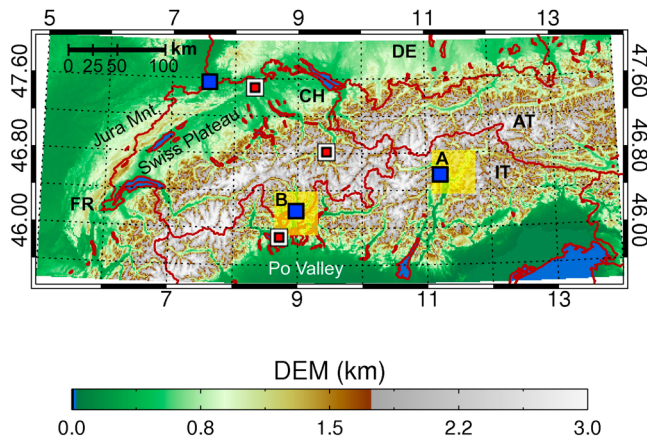 5 7 9 11 13
47.60 46.80 46.00
km
0 25 50 100
DE
47.60 46.80 46.00
CH
Jura Mnt.
Swiss Plateau
AT
A
IT
FR
B
Po Valley
7 9 11 13
DEM (km)
0.0 0.8 1.5 2.2 3.0